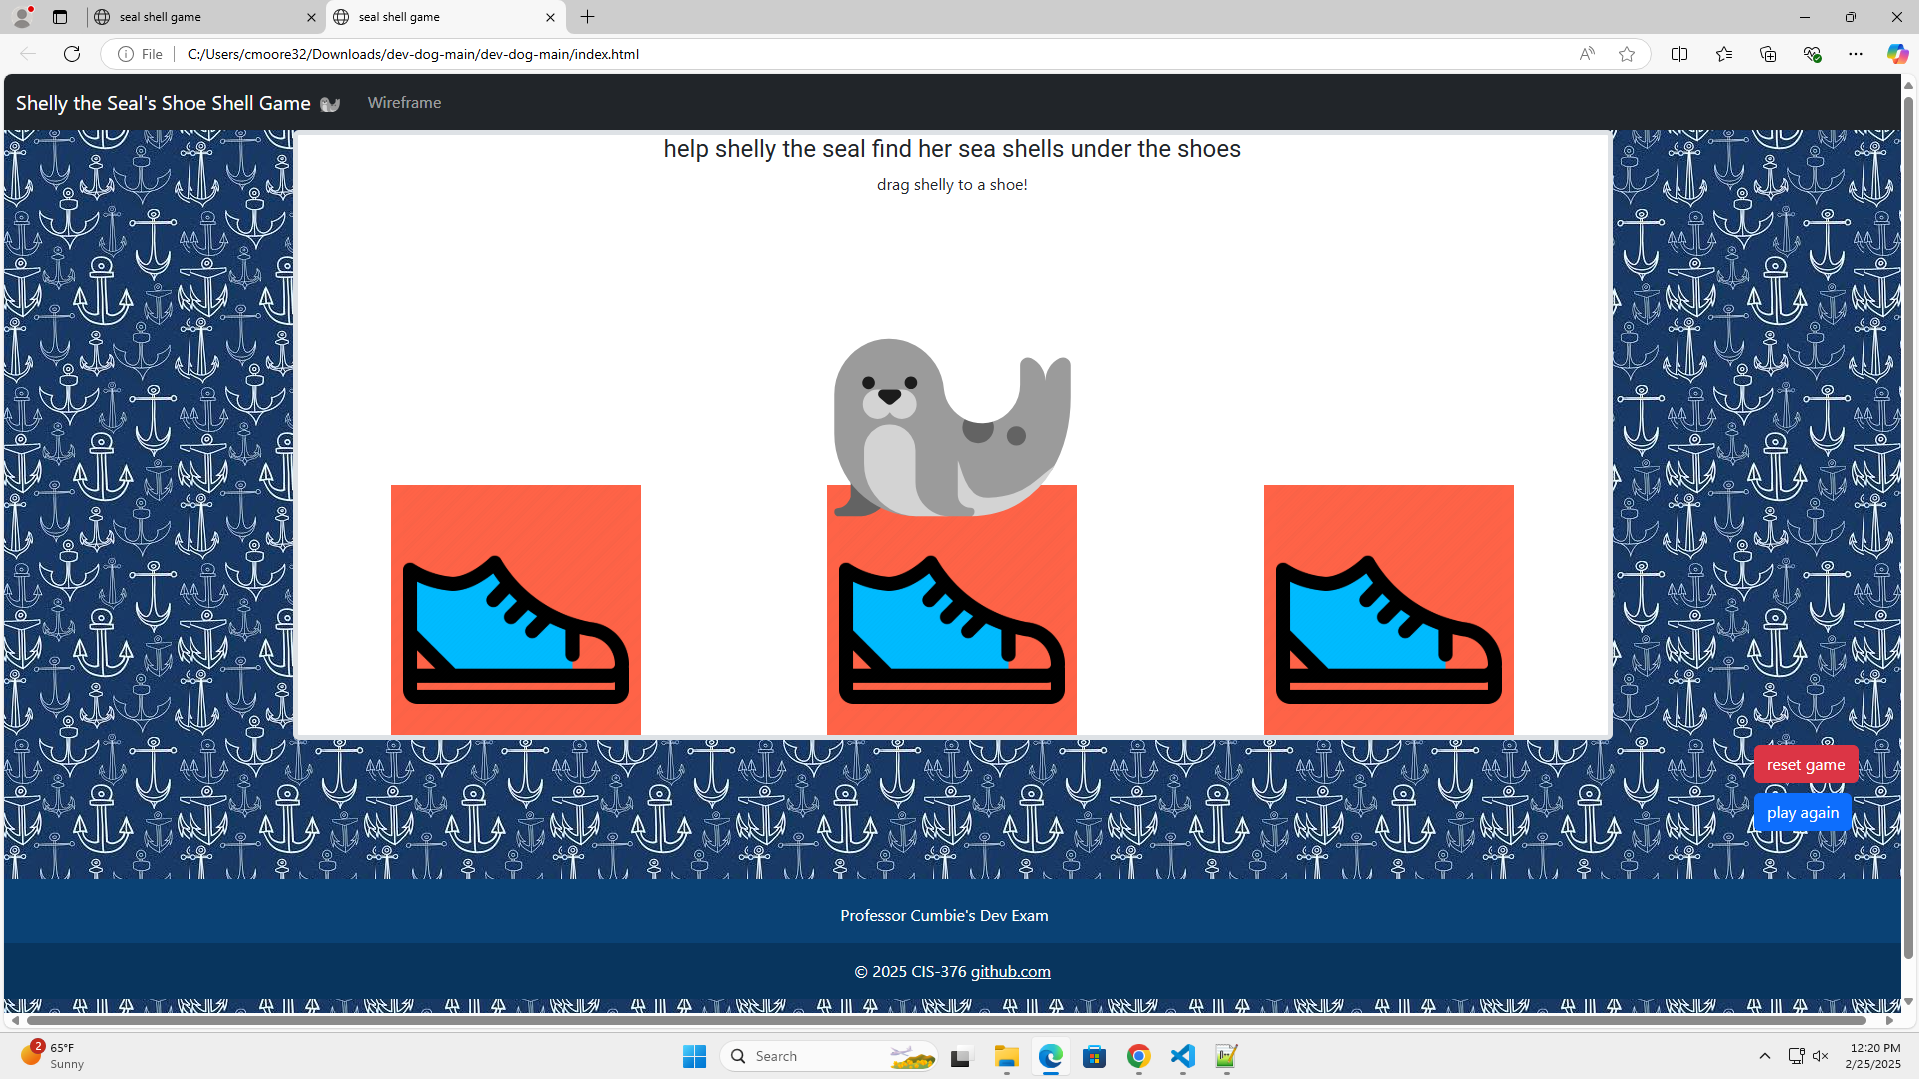 seal shell game
seal shell game
File
C:/Users/cmoore32/Downloads/dev-dog-main/dev-dog-main/index.html
Shelly the Seal's Shoe Shell Game
Wireframe
help shelly the seal find her sea shells under the shoes
drag shelly to a shoe!
reset game
play again
Professor Cumbie's Dev Exam
© 2025 CIS-376 github.com
2
65°F
Sunny
Search
12:20 PM
2/25/2025